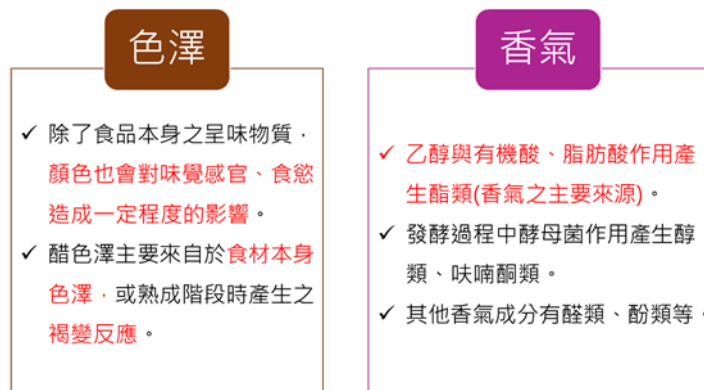 色澤
✓ 除了食品本身之呈味物質，
顏色也會對味覺感官、食慾
造成一定程度的影響。
✓ 醋色澤主要來自於食材本身
色澤，或熟成階段時產生之
褐變反應。
香氣
✓ 乙醇與有機酸、脂肪酸作用產
生酯類(香氣之主要來源)。
✓ 發酵過程中酵母菌作用產生醇
類、呋喃酮類。
✓ 其他香氣成分有醛類、酚類等。